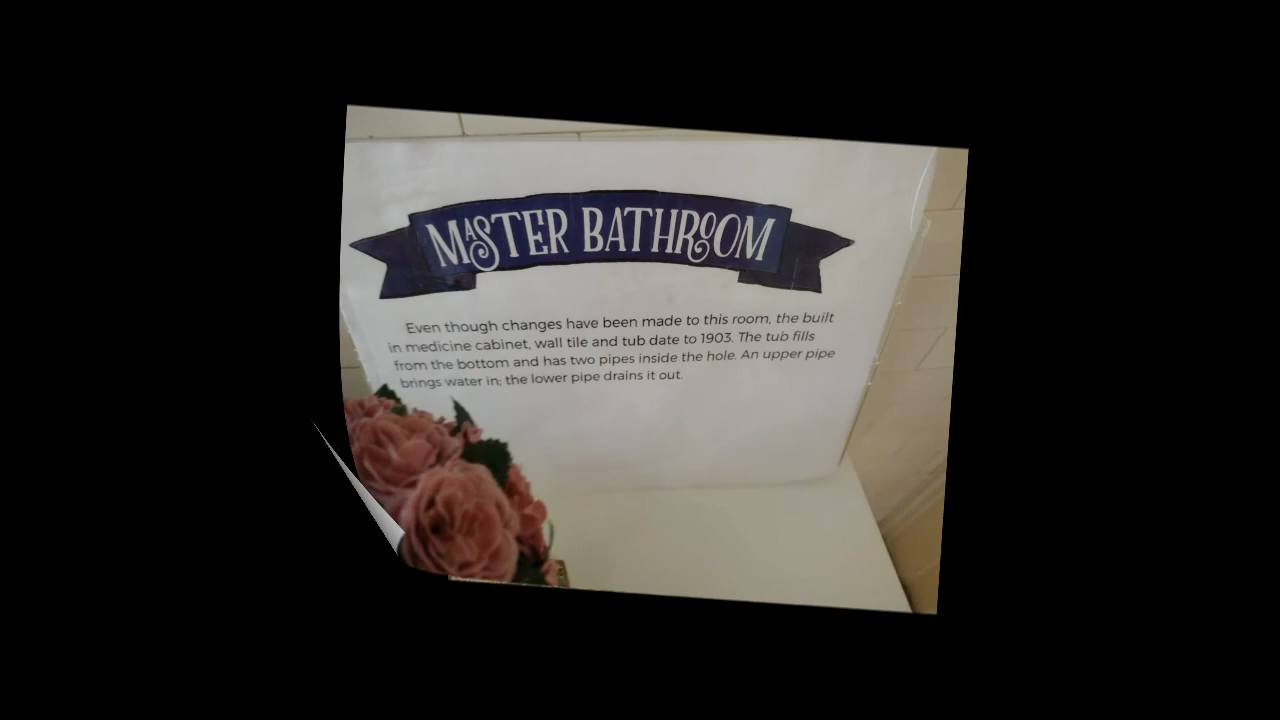 MASTER BATHROOM
Even though changes have been made to this room, the built
in medicine cabinet, wall tile and tub date to 1903. The tub fills
from the bottom and has two pipes inside the hole. An upper pipe
brings water in; the lower pipe drains it out.